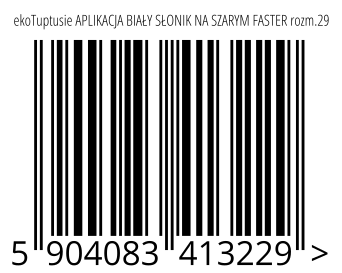 ekoTuptusie APLIKACJA BIAŁY SŁONIK NA SZARYM FASTER rozm.29
5 904083 413229 >